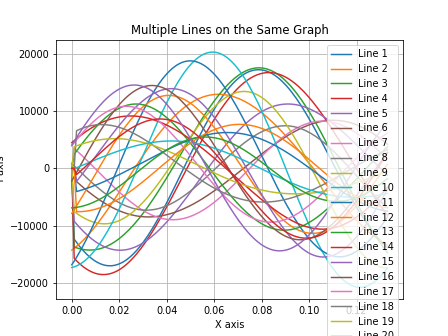 Multiple Lines on the Same Graph
20000
10000
0
−10000
−20000
0.00
0.02
0.04
0.06
0.08
0.10
X axis
Line 1
Line 2
Line 3
Line 4
Line 5
Line 6
Line 7
Line 8
Line 9
Line 10
Line 11
Line 12
Line 13
Line 14
Line 15
Line 16
Line 17
Line 18
Line 19
Line 20